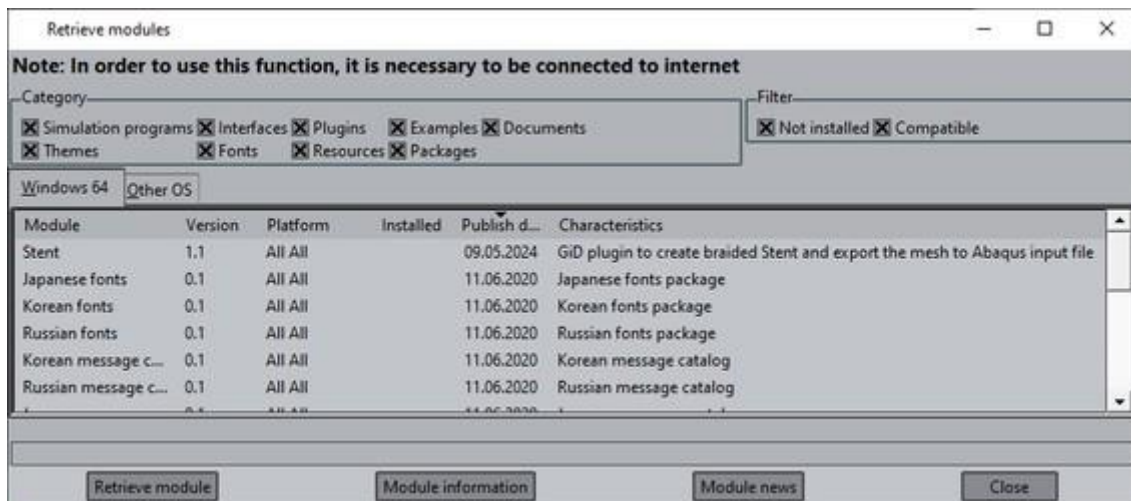 Retrieve modules
Note: In order to use this function, it is necessary to be connected to internet
Category
Filter
Simulation programs Interfaces Plugins Examples Documents
Not installed Compatible
Themes Fonts Resources Packages
Windows 64 Other OS
Module Version Platform Installed Publish d... Characteristics
Stent 1.1 All All 09.05.2024 GiD plugin to create braided Stent and export the mesh to Abaqus input file
Japanese fonts 0.1 All All 11.06.2020 Japanese fonts package
Korean fonts 0.1 All All 11.06.2020 Korean fonts package
Russian fonts 0.1 All All 11.06.2020 Russian fonts package
Korean message c... 0.1 All All 11.06.2020 Korean message catalog
Russian message c... 0.1 All All 11.06.2020 Russian message catalog
Retrieve module Module information Module news Close